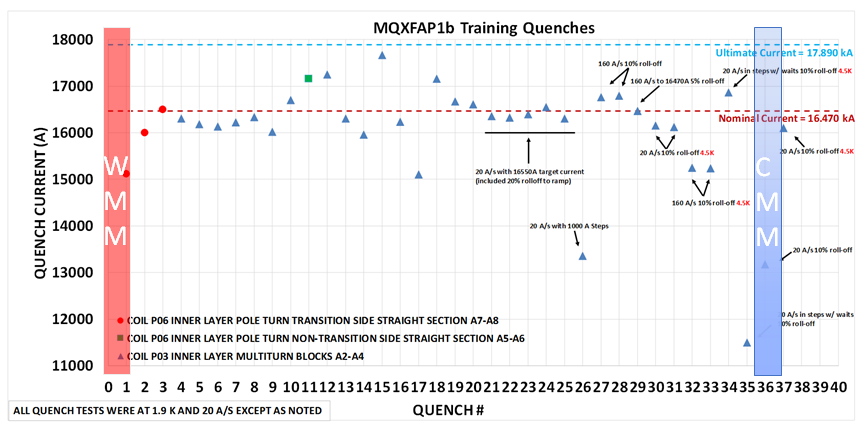 MQXFAP1b Training Quenches
18000
17000
16000
15000
14000
13000
12000
11000
QUENCH CURRENT (A)
Ultimate Current = 17.890 kA
160 A/s 10% roll-off
20 A/s in steps w/ waits 10% roll-off 4.5K
160 A/s to 16470A 5% roll-off
Nominal Current = 16.470 kA
20 A/s 10% roll-off 4.5K
20 A/s 10% roll-off 4.5K
20 A/s with 16550A target current
(included 20% rolloff to ramp)
160 A/s 10% roll-off 4.5K
20 A/s with 1000 A Steps
20 A/s 10% roll-off
0 A/s in steps w/ waits
0% roll-off
W
M
M
C
M
M
COIL P06 INNER LAYER POLE TURN TRANSITION SIDE STRAIGHT SECTION A7-A8
COIL P06 INNER LAYER POLE TURN NON-TRANSITION SIDE STRAIGHT SECTION A5-A6
COIL P03 INNER LAYER MULTITURN BLOCKS A2-A4
0 1 2 3 4 5 6 7 8 9 10 11 12 13 14 15 16 17 18 19 20 21 22 23 24 25 26 27 28 29 30 31 32 33 34 35 36 37 38 39 40
QUENCH #
ALL QUENCH TESTS WERE AT 1.9 K AND 20 A/S EXCEPT AS NOTED